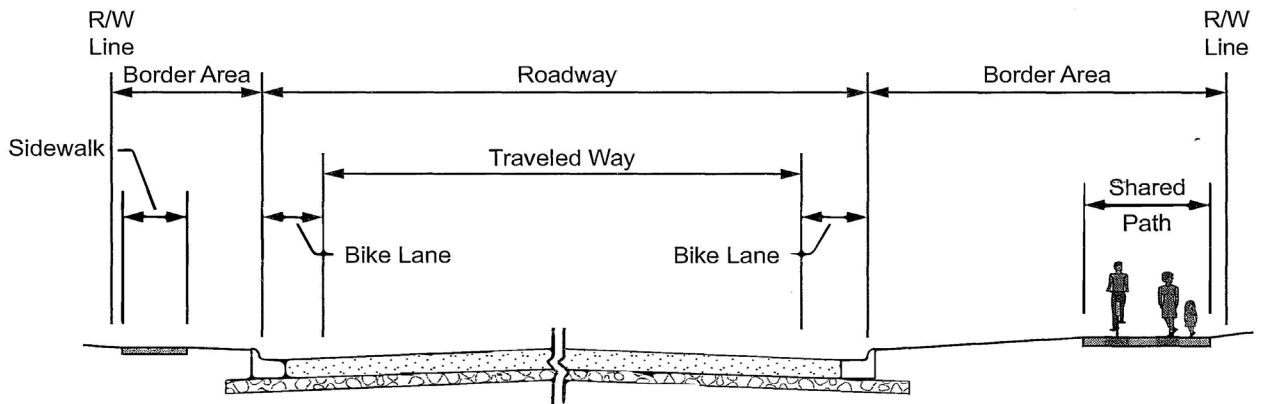 R/W
Line
R/W
Line
Border Area
Roadway
Border Area
Sidewalk
Traveled Way
Shared
Path
Bike Lane
Bike Lane